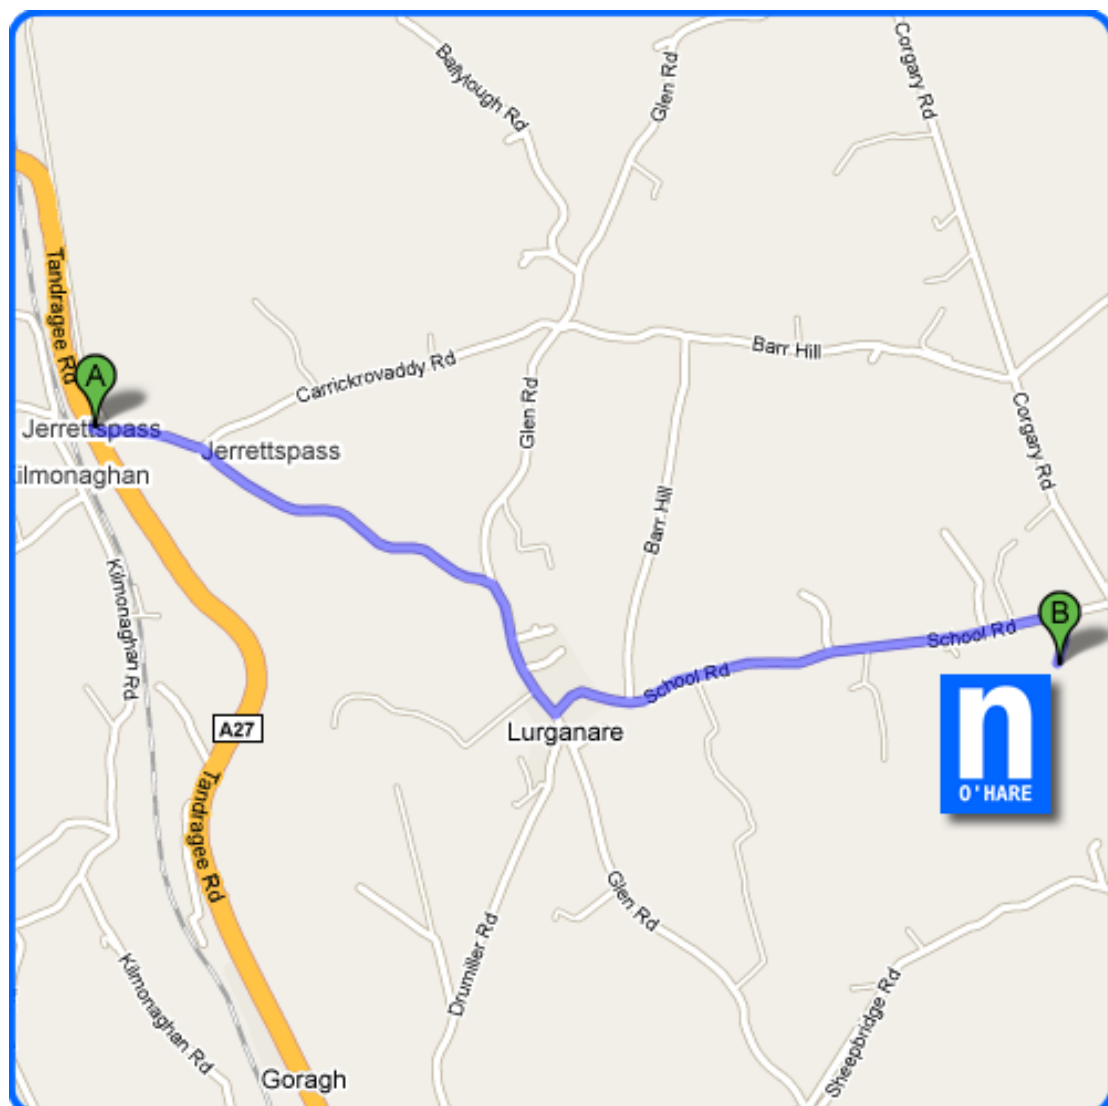 Ballylough Rd
Glen Rd
Corgary Rd
Tandragee Rd
A
Carrickrovaddy Rd
Barr Hill
Glen Rd
Corgary Rd
Jerrettspass
Jerrettspass
ilmonaghan
Barr Hill
Kilmonaghan Rd
B
School Rd
School Rd
A27
Lurganare
n
O'HARE
Tandragee Rd
Glen Rd
Drumiller Rd
Kilmonaghan Rd
Sheepbridge Rd
Goragh